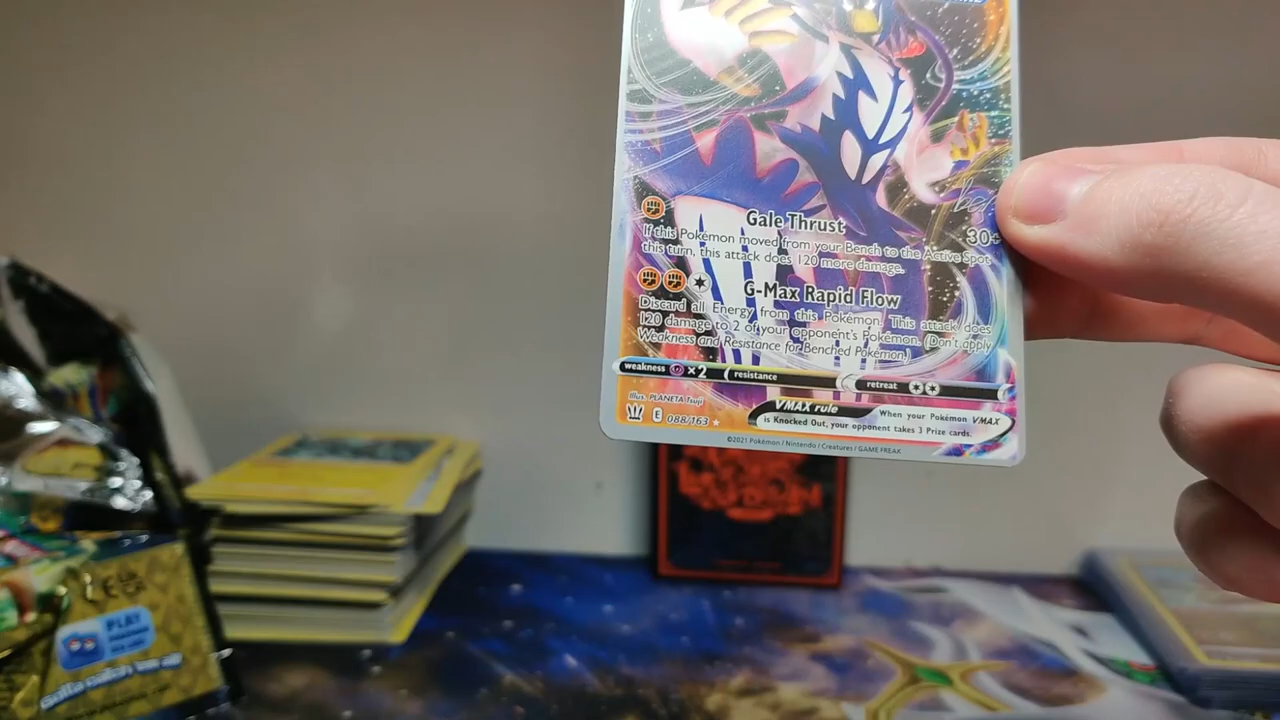 Gale Thrust
30+
If this Pokémon moved from your Bench to the Active Spot
this turn, this attack does 120 more damage.
G-Max Rapid Flow
Discard all Energy from this Pokémon. This attack does
120 damage to 2 of your opponent's Pokémon. (Don't apply
Weakness and Resistance for Benched Pokémon.)
weakness ×2 resistance retreat
Illus. PLANETA Tsuji
E 088/163
VMAX rule
When your Pokémon VMAX
is Knocked Out, your opponent takes 3 Prize cards.
©2021 Pokémon / Nintendo / Creatures / GAME FREAK
PLAY